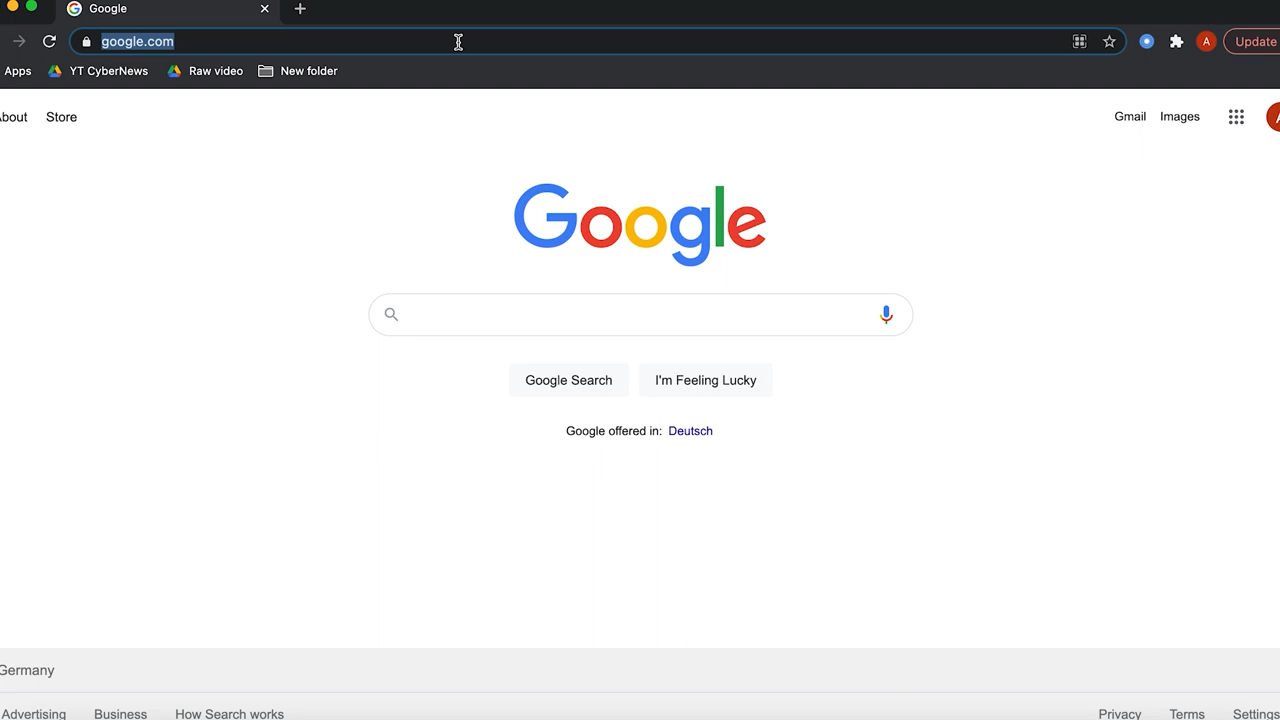 Google
google.com
A
Update
Apps YT CyberNews Raw video New folder
About Store Gmail Images A
Google
Google Search I'm Feeling Lucky
Google offered in: Deutsch
Germany
Advertising Business How Search works Privacy Terms Settings